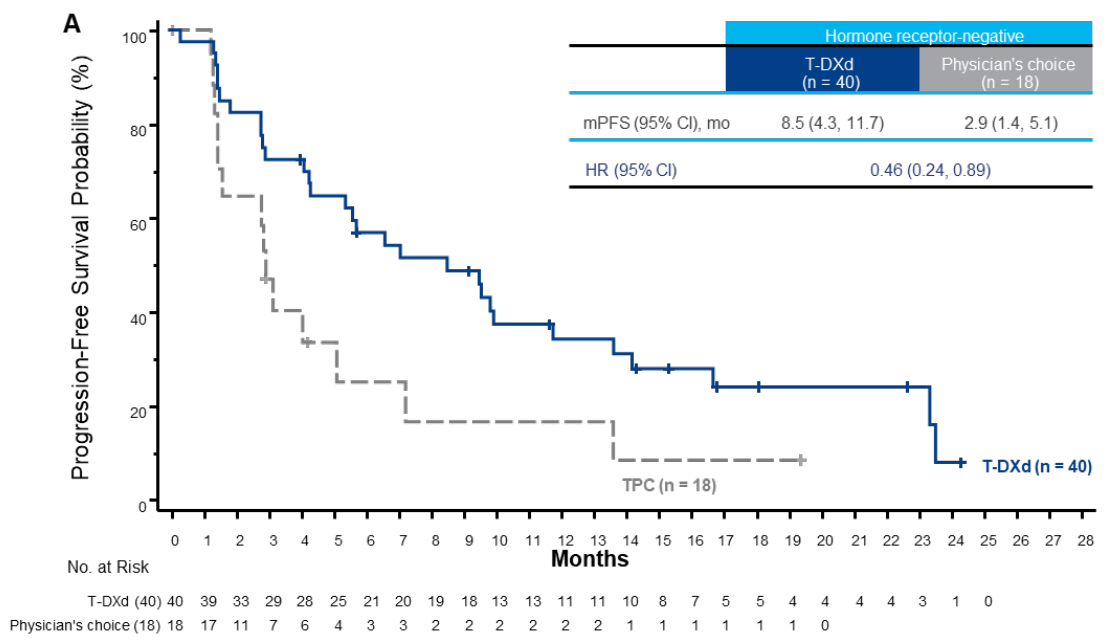 A
Hormone receptor-negative
T-DXd
(n = 40)
Physician's choice
(n = 18)
mPFS (95% CI), mo 8.5 (4.3, 11.7) 2.9 (1.4, 5.1)
HR (95% CI) 0.46 (0.24, 0.89)
Progression-Free Survival Probability (%)
100
80
60
40
20
0
T-DXd (n = 40)
TPC (n = 18)
0 1 2 3 4 5 6 7 8 9 10 11 12 13 14 15 16 17 18 19 20 21 22 23 24 25 26 27 28
Months
No. at Risk
T-DXd (40) 40 39 33 29 28 25 21 20 19 18 13 13 11 11 10 8 7 5 5 4 4 4 4 3 1 0
Physician's choice (18) 18 17 11 7 6 4 3 3 2 2 2 2 2 2 1 1 1 1 1 1 0